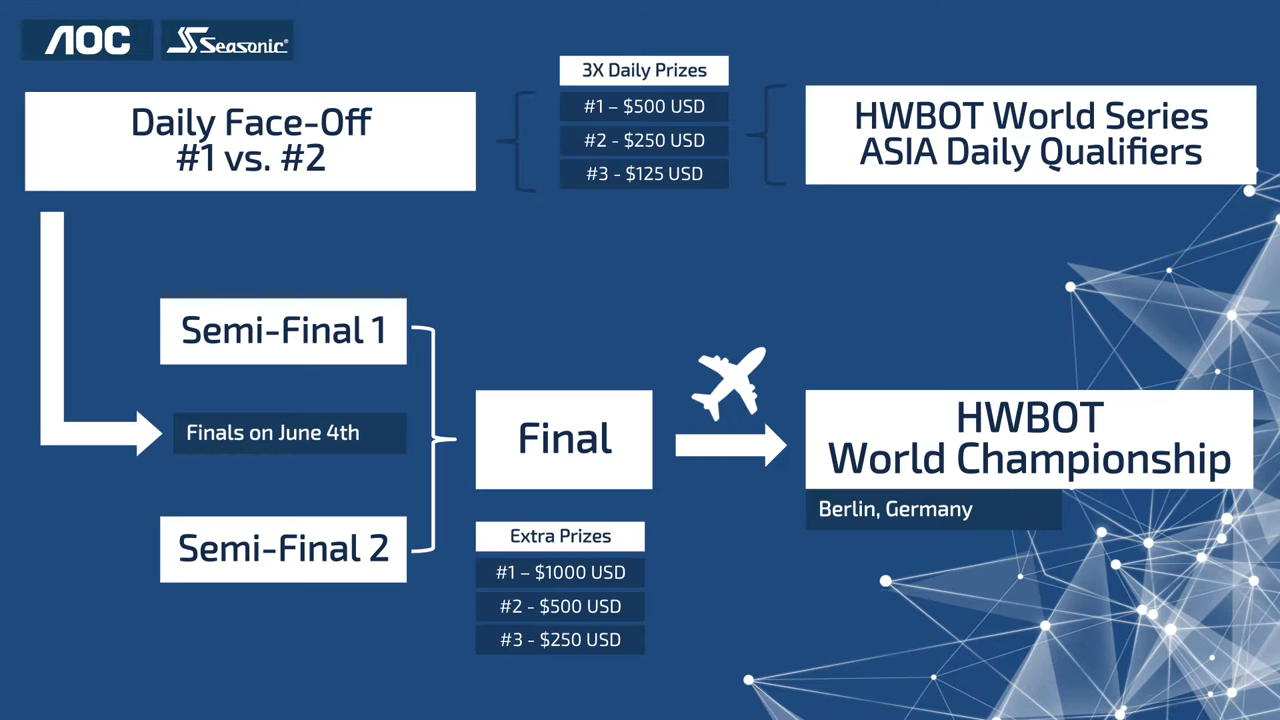 AOC
Seasonic®
Daily Face-Off
#1 vs. #2
3X Daily Prizes
#1 – $500 USD
#2 - $250 USD
#3 - $125 USD
HWBOT World Series
ASIA Daily Qualifiers
Semi-Final 1
Finals on June 4th
Semi-Final 2
Final
Extra Prizes
#1 – $1000 USD
#2 - $500 USD
#3 - $250 USD
HWBOT
World Championship
Berlin, Germany